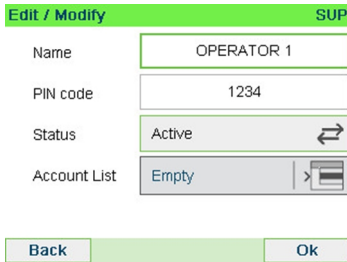 Edit / Modify SUP
Name OPERATOR 1
PIN code 1234
Status Active
Account List Empty
Back Ok